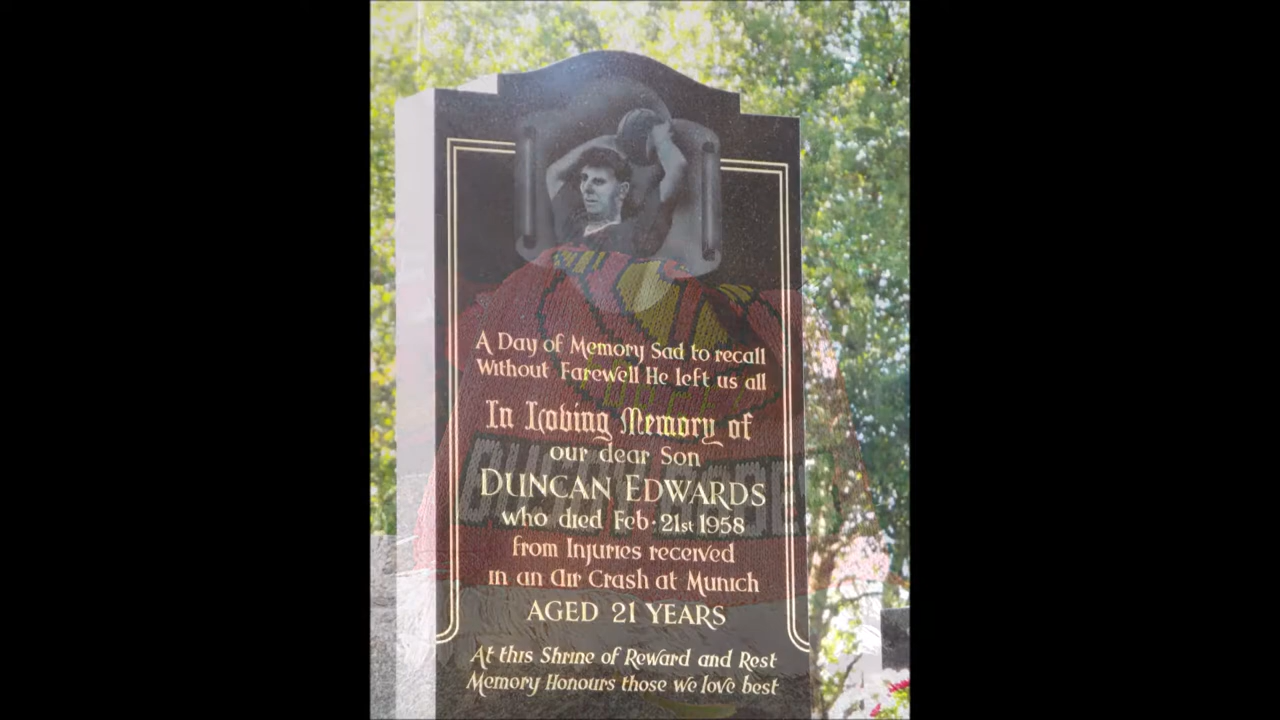 A Day of Memory Sad to recall
Without Farewell He left us all
In Loving Memory of
our dear Son
DUNCAN EDWARDS
who died Feb · 21st 1958
from Injuries received
in an Air Crash at Munich
AGED 21 YEARS
At this Shrine of Reward and Rest
Memory Honours those we love best